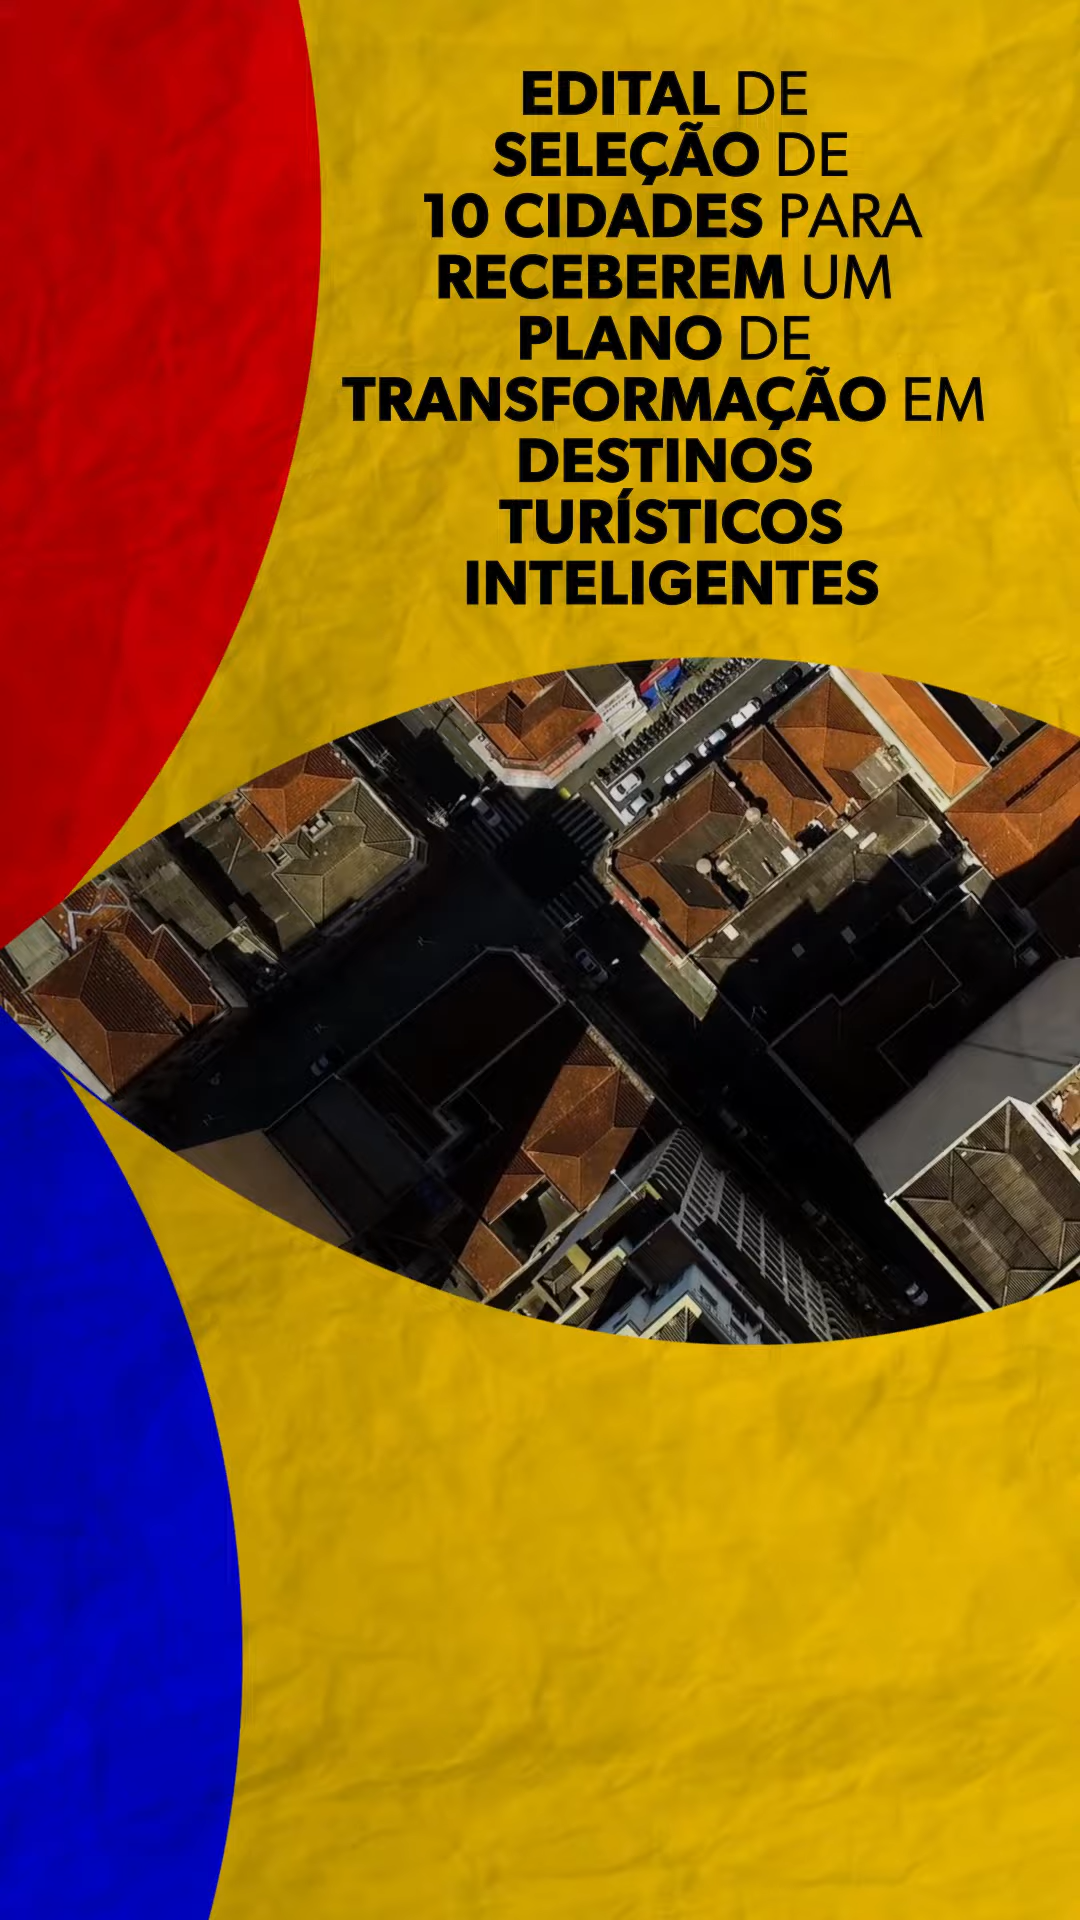 EDITAL DE
SELEÇÃO DE
10 CIDADES PARA
RECEBEREM UM
PLANO DE
TRANSFORMAÇÃO EM
DESTINOS
TURÍSTICOS
INTELIGENTES